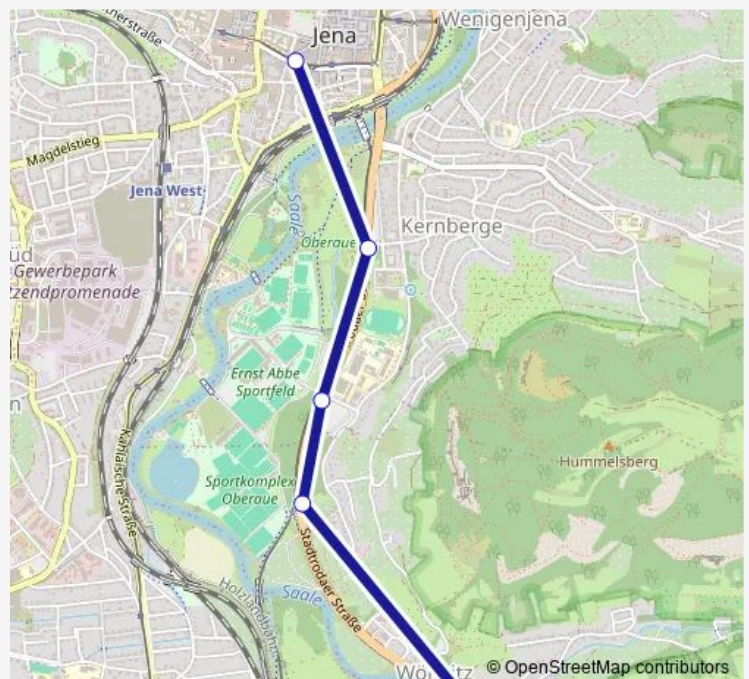 Wenigenjena
Jena
Magdelstieg
Jena West
Saale
Kernberge
Oberaue
Gewerbepark
Ernst Abbe
Sportfeld
Kahlaische Straße
Hummelsberg
Sportkomplex
Oberaue
Stadtrodaer Straße
Holzlandbahn
Saale
© OpenStreetMap contributors